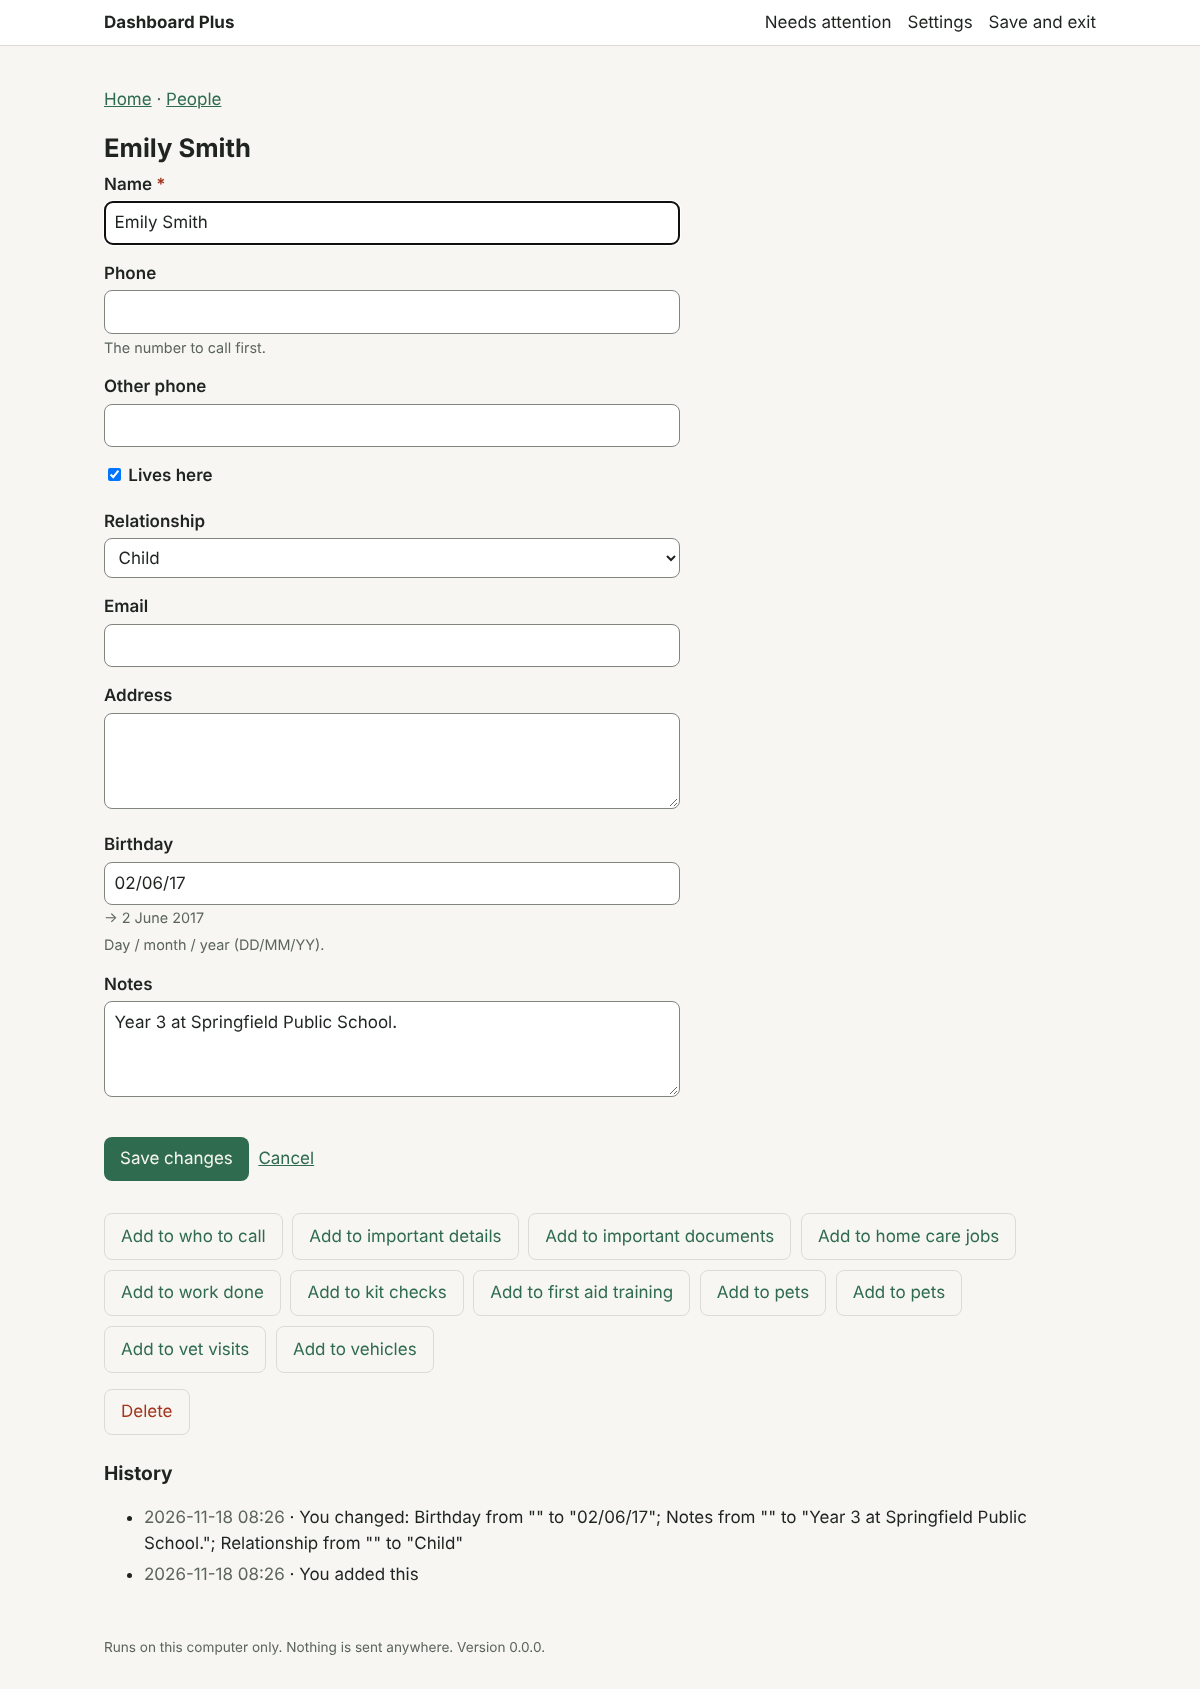 Dashboard Plus
Needs attention Settings Save and exit
Home · People
Emily Smith
Name *
Emily Smith
Phone
The number to call first.
Other phone
Lives here
Relationship
Child
Email
Address
Birthday
02/06/17
→ 2 June 2017
Day / month / year (DD/MM/YY).
Notes
Year 3 at Springfield Public School.
Save changes Cancel
Add to who to call Add to important details Add to important documents Add to home care jobs
Add to work done Add to kit checks Add to first aid training Add to pets Add to pets
Add to vet visits Add to vehicles
Delete
History
• 2026-11-18 08:26 · You changed: Birthday from "" to "02/06/17"; Notes from "" to "Year 3 at Springfield Public
School."; Relationship from "" to "Child"
• 2026-11-18 08:26 · You added this
Runs on this computer only. Nothing is sent anywhere. Version 0.0.0.